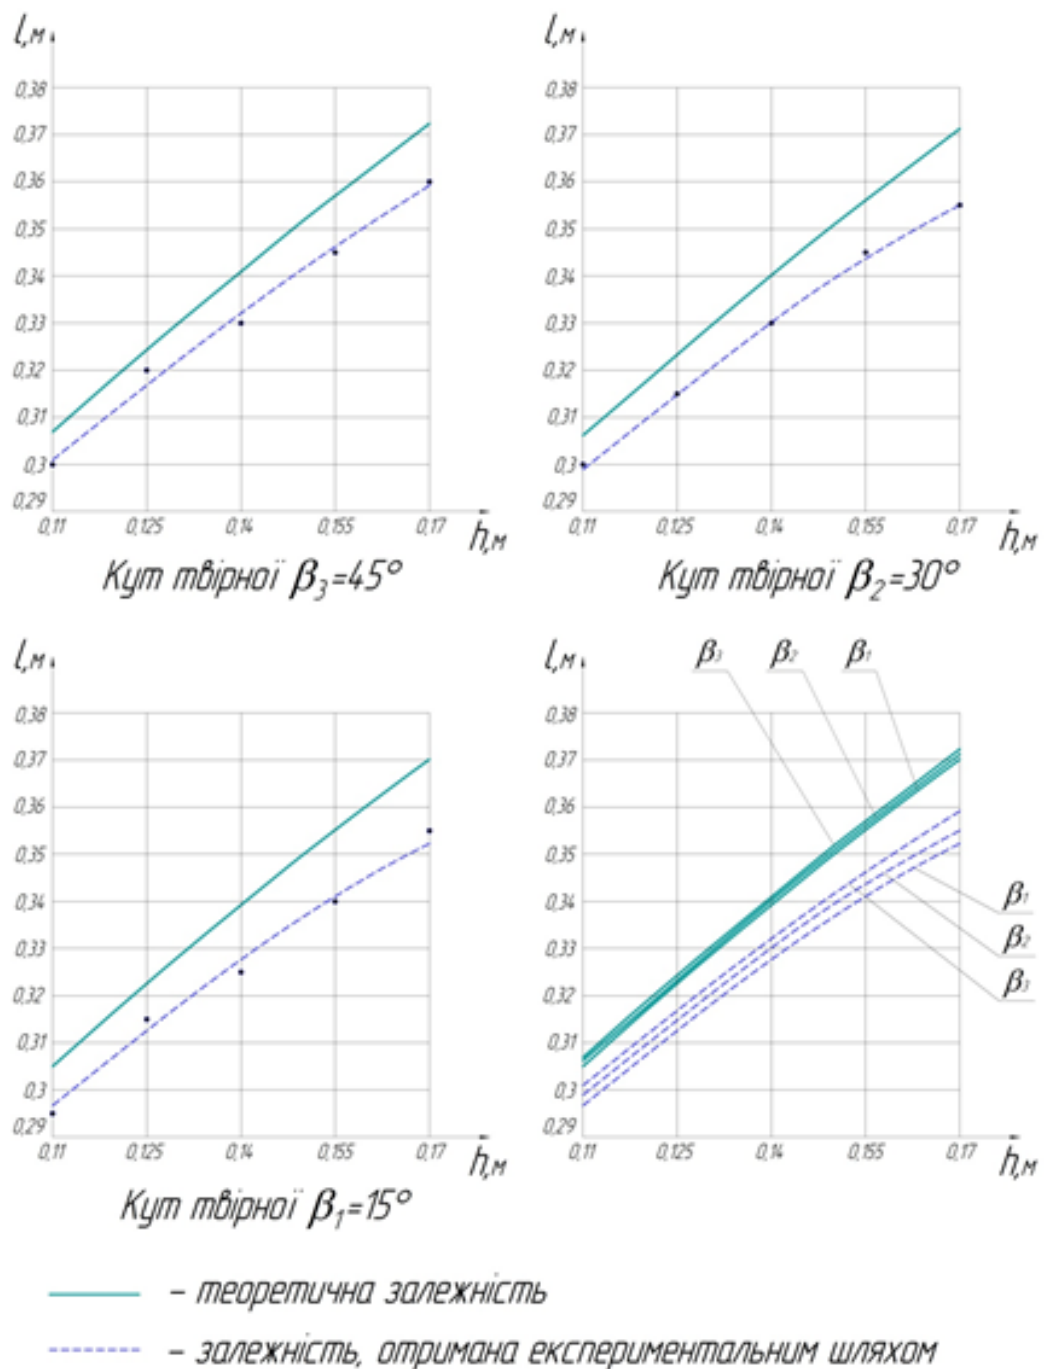 l,м
0,38
0,37
0,36
0,35
0,34
0,33
0,32
0,31
0,3
0,29
0,11 0,125 0,14 0,155 0,17
h,м
Кут твірної β₃=45°
l,м
0,38
0,37
0,36
0,35
0,34
0,33
0,32
0,31
0,3
0,29
0,11 0,125 0,14 0,155 0,17
h,м
Кут твірної β₂=30°
l,м
0,38
0,37
0,36
0,35
0,34
0,33
0,32
0,31
0,3
0,29
0,11 0,125 0,14 0,155 0,17
h,м
Кут твірної β₁=15°
l,м
β₃ β₂ β₁
0,38
0,37
0,36
0,35
0,34
0,33
0,32
0,31
0,3
0,29
β₁
β₂
β₃
0,11 0,125 0,14 0,155 0,17
h,м
– теоретична залежність
– залежність, отримана експериментальним шляхом